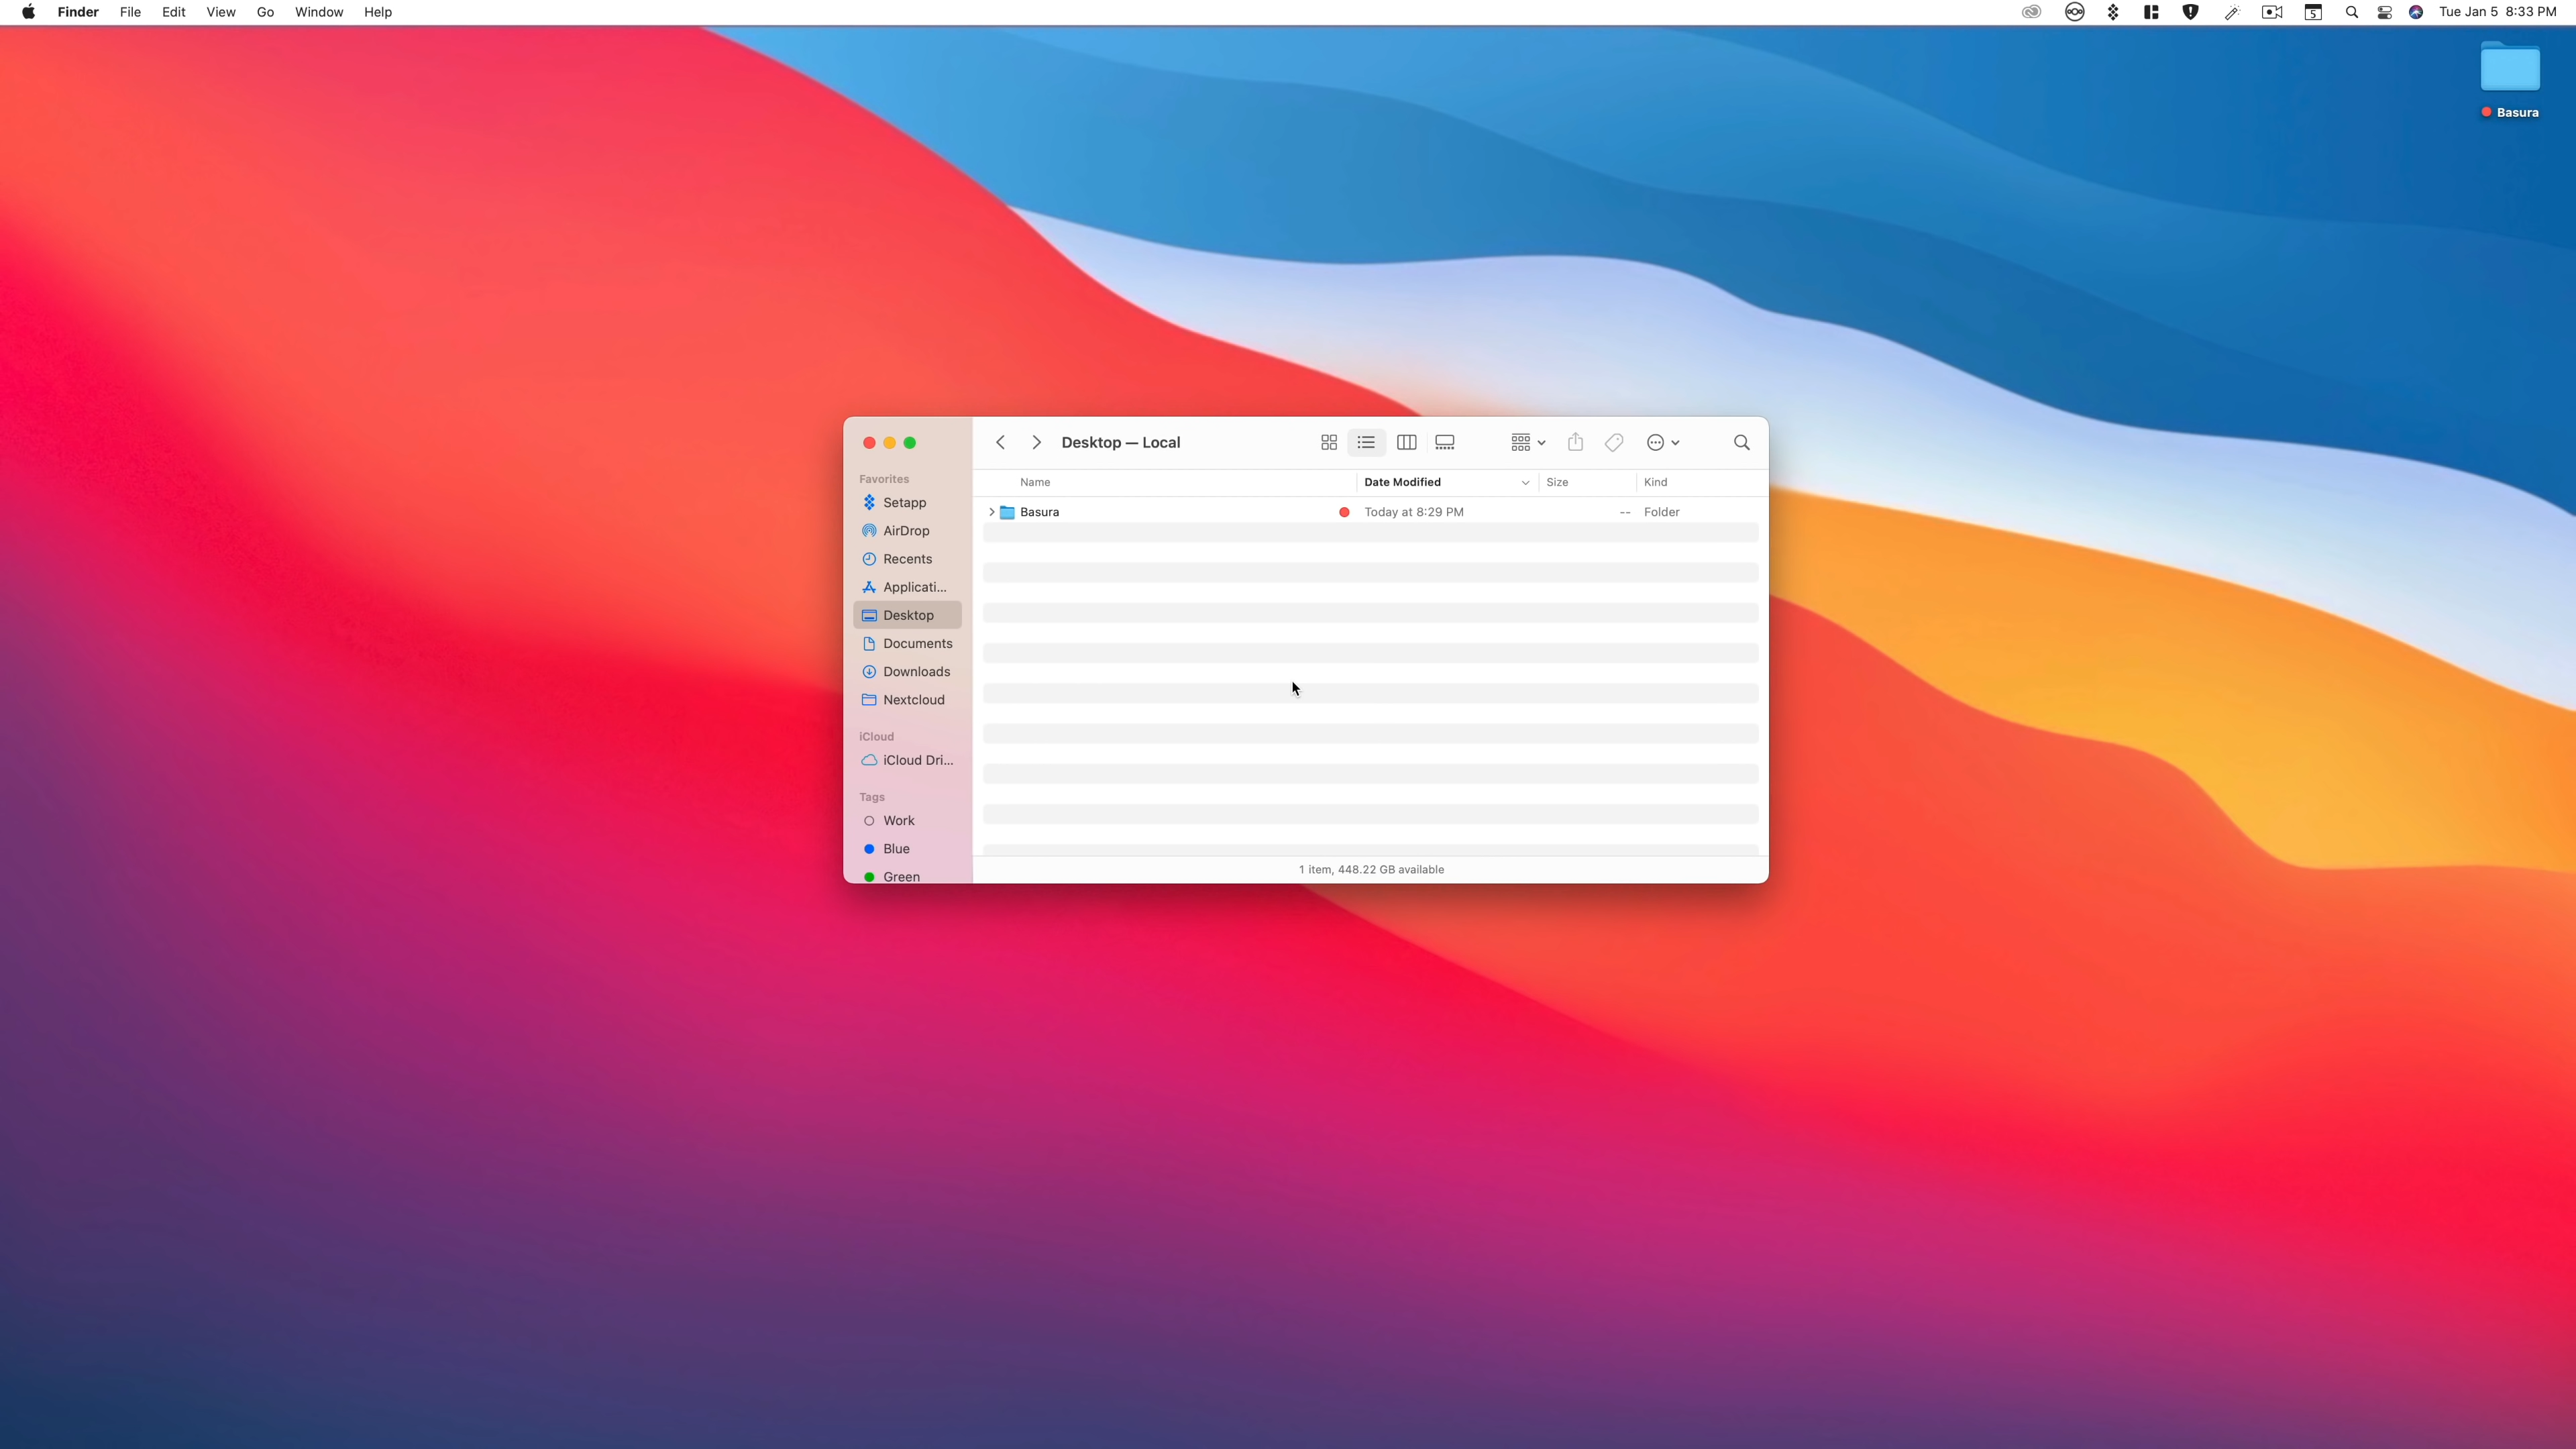 Finder File Edit View Go Window Help
5 Tue Jan 5 8:33 PM
Basura
Desktop — Local
Favorites
Setapp
AirDrop
Recents
Applicati...
Desktop
Documents
Downloads
Nextcloud
iCloud
iCloud Dri...
Tags
Work
Blue
Green
Name Date Modified Size Kind
Basura Today at 8:29 PM -- Folder
1 item, 448.22 GB available